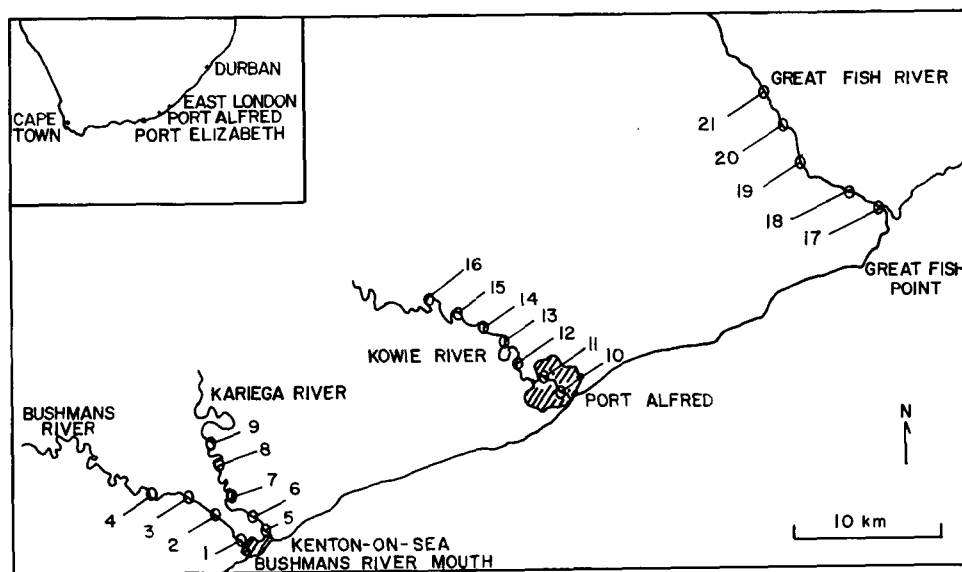 DURBAN
EAST LONDON
PORT ALFRED
PORT ELIZABETH
CAPE
TOWN
GREAT FISH RIVER
21
20
19
18
17
GREAT FISH
POINT
16
15
14
13
12
11
10
KOWIE RIVER
PORT ALFRED
KARIEGA RIVER
BUSHMANS
RIVER
9
8
7
6
5
4
3
2
1
KENTON-ON-SEA
BUSHMANS RIVER MOUTH
N
10 km